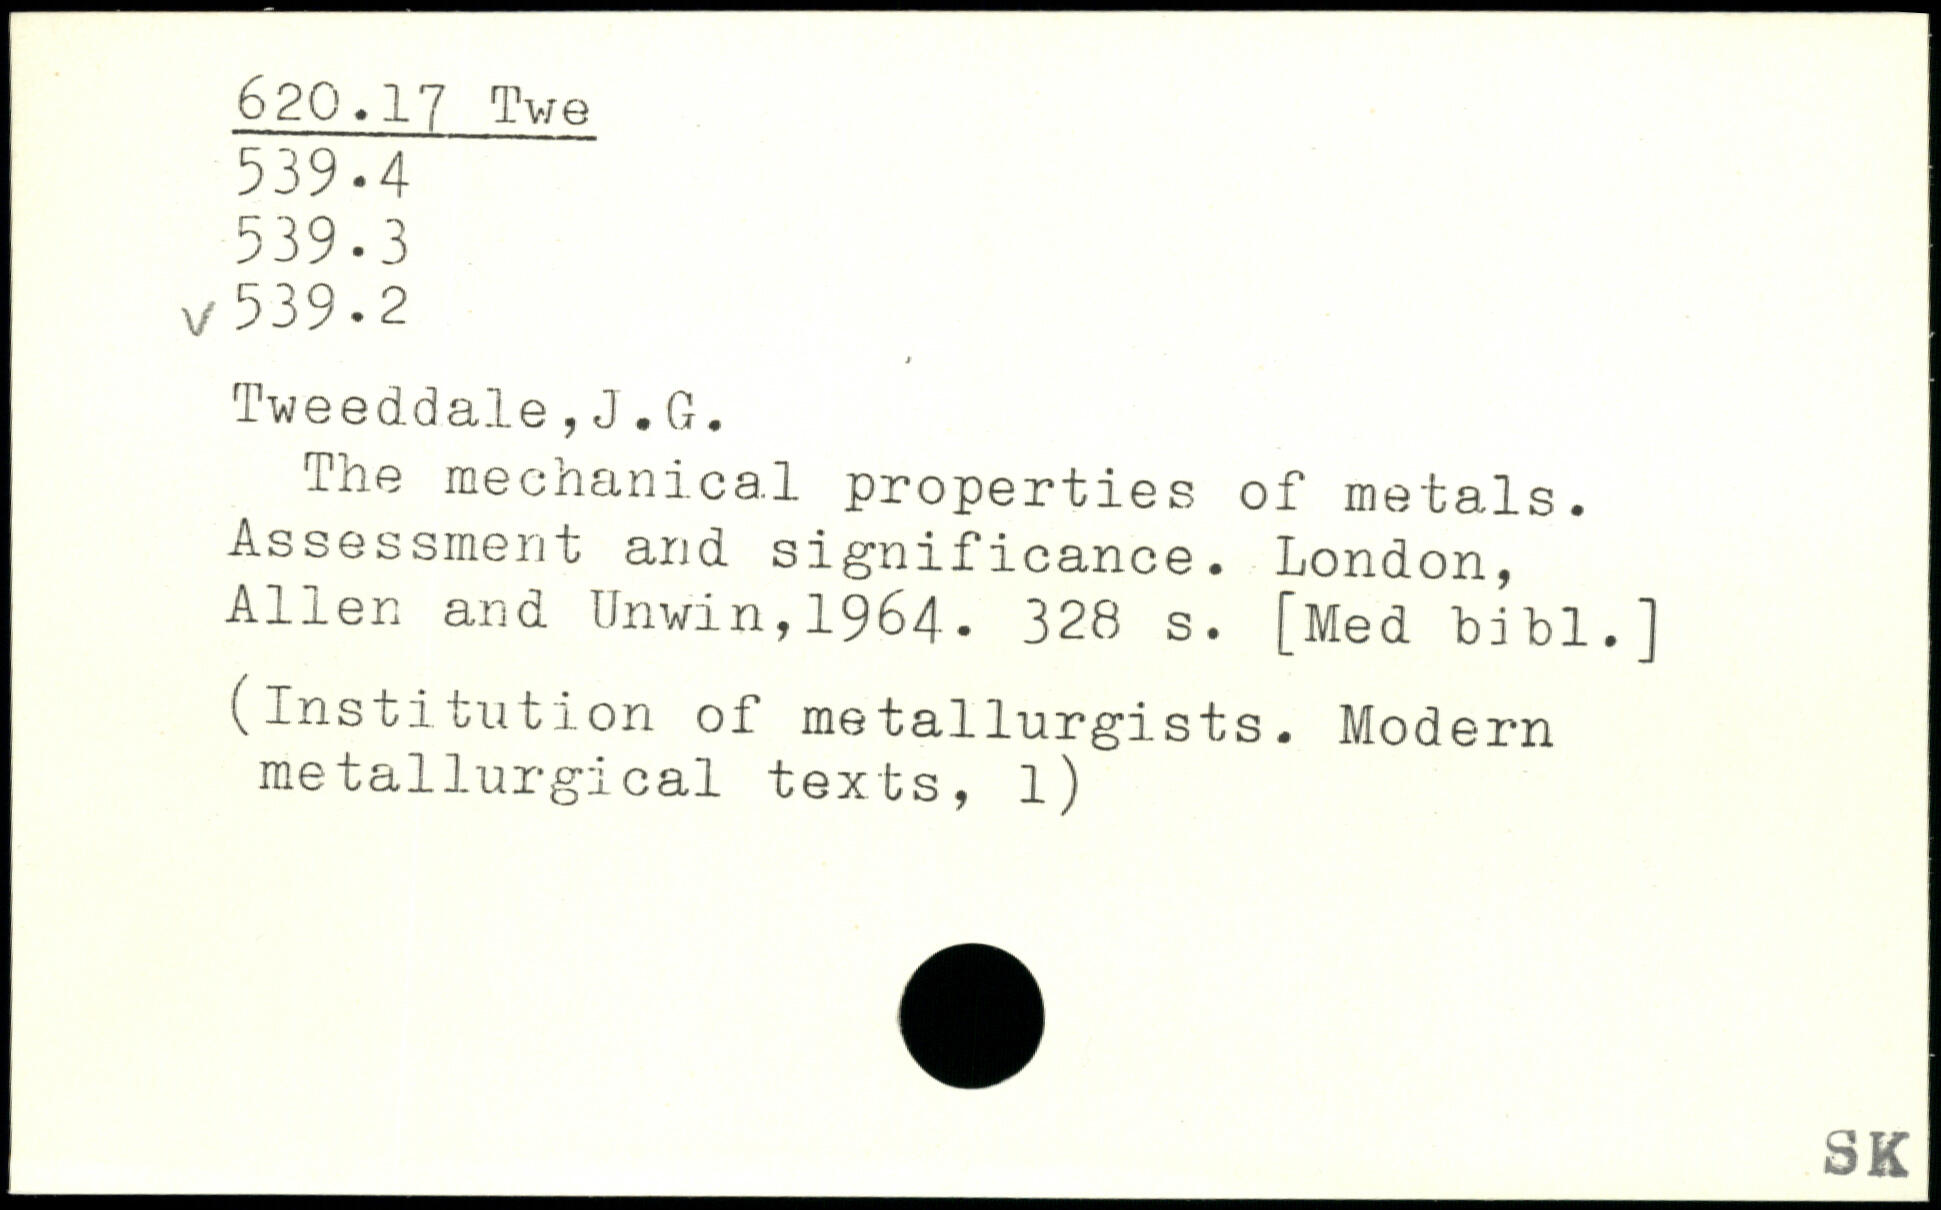 620.17 Twe
539.4
539.3
v 539.2
Tweeddale,J.G.
The mechanical properties of metals.
Assessment and significance. London,
Allen and Unwin,1964. 328 s. [Med bibl.]
(Institution of metallurgists. Modern
metallurgical texts, 1)
SK